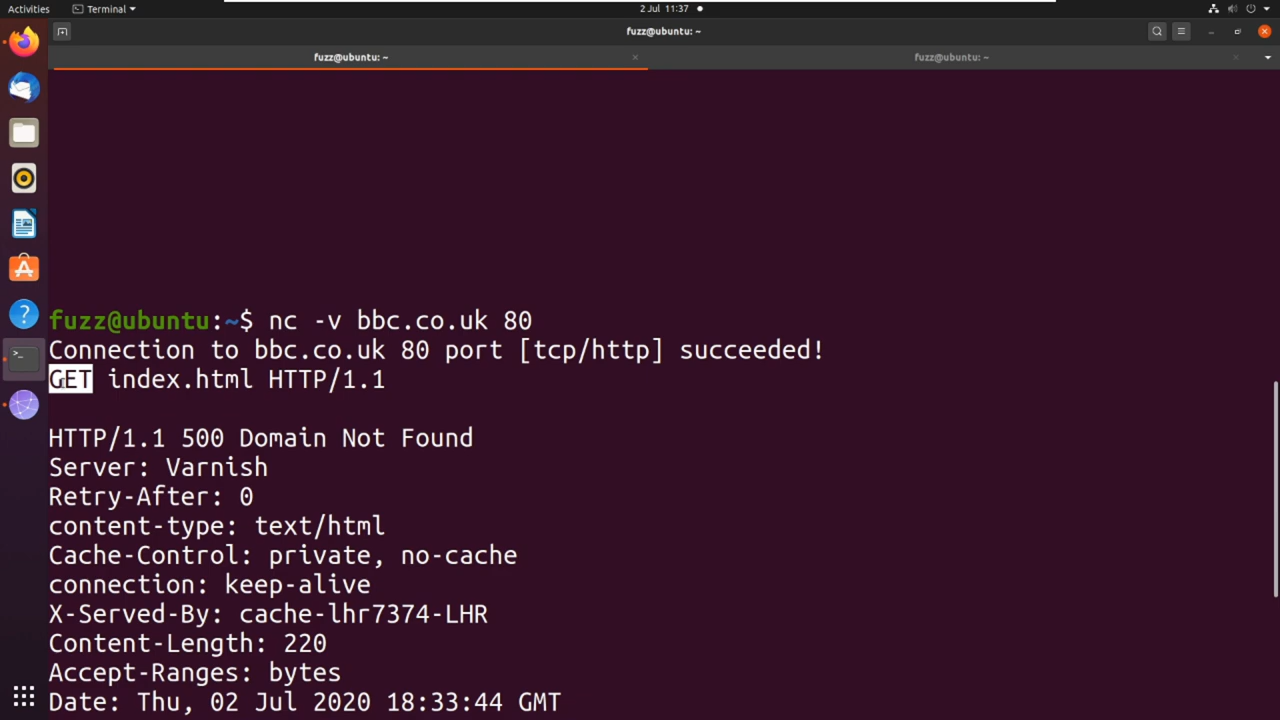 Activities
Terminal
2 Jul 11:37
fuzz@ubuntu: ~
fuzz@ubuntu: ~
fuzz@ubuntu: ~
fuzz@ubuntu:~$ nc -v bbc.co.uk 80
Connection to bbc.co.uk 80 port [tcp/http] succeeded!
GET index.html HTTP/1.1
HTTP/1.1 500 Domain Not Found
Server: Varnish
Retry-After: 0
content-type: text/html
Cache-Control: private, no-cache
connection: keep-alive
X-Served-By: cache-lhr7374-LHR
Content-Length: 220
Accept-Ranges: bytes
Date: Thu, 02 Jul 2020 18:33:44 GMT